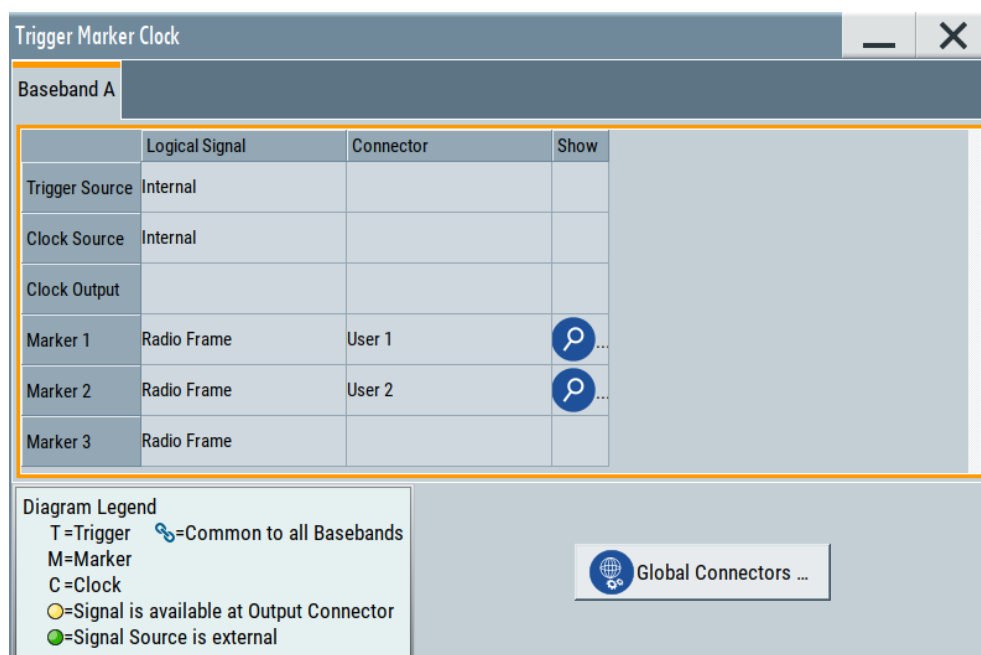 Trigger Marker Clock
Baseband A
Logical Signal Connector Show
Trigger Source Internal
Clock Source Internal
Clock Output
Marker 1 Radio Frame User 1 ...
Marker 2 Radio Frame User 2 ...
Marker 3 Radio Frame
Diagram Legend
T =Trigger =Common to all Basebands
M=Marker
C =Clock
=Signal is available at Output Connector
=Signal Source is external
Global Connectors ...